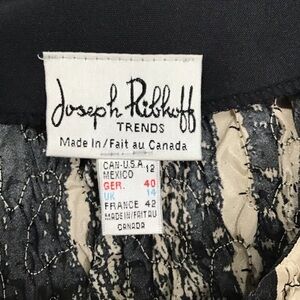 Joseph Ribkoff
TRENDS
Made In/Fait au Canada
CAN-U.S.A. 12
MEXICO
GER. 40
UK 14
FRANCE 42
MADE IN/FAIT AU
CANADA